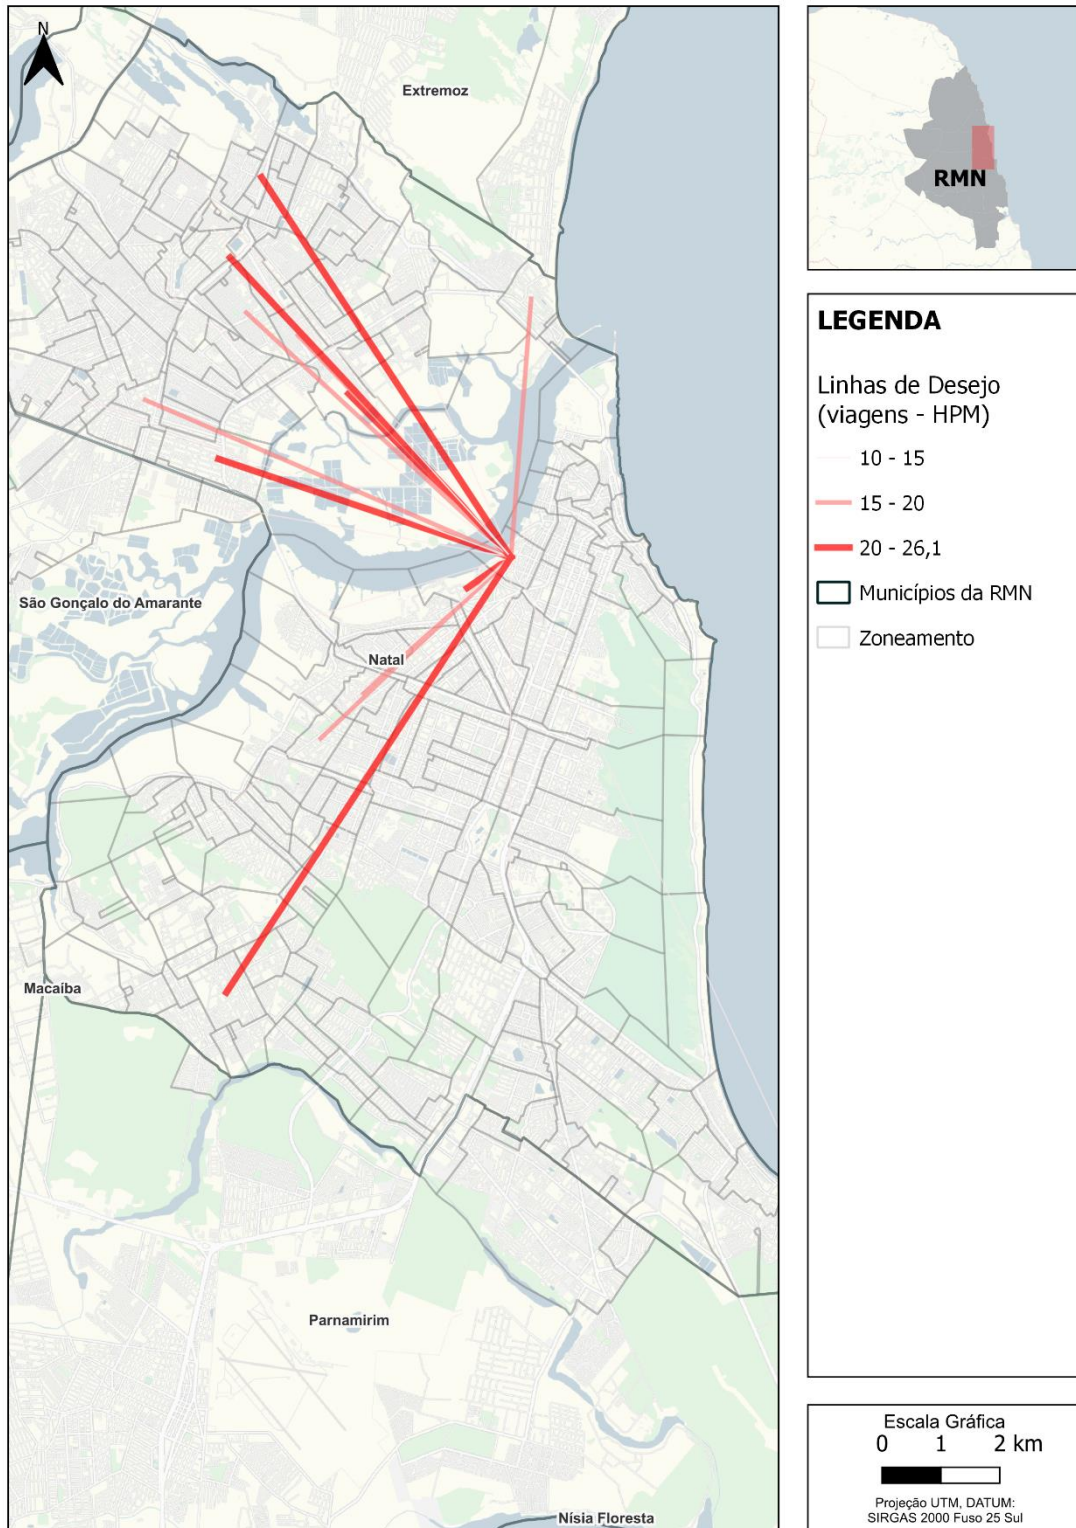 N
Extremoz
São Gonçalo do Amarante
Natal
Macaíba
Parnamirim
Nísia Floresta
RMN
LEGENDA
Linhas de Desejo
(viagens - HPM)
10 - 15
15 - 20
20 - 26,1
Municípios da RMN
Zoneamento
Escala Gráfica
0 1 2 km
Projeção UTM, DATUM:
SIRGAS 2000 Fuso 25 Sul